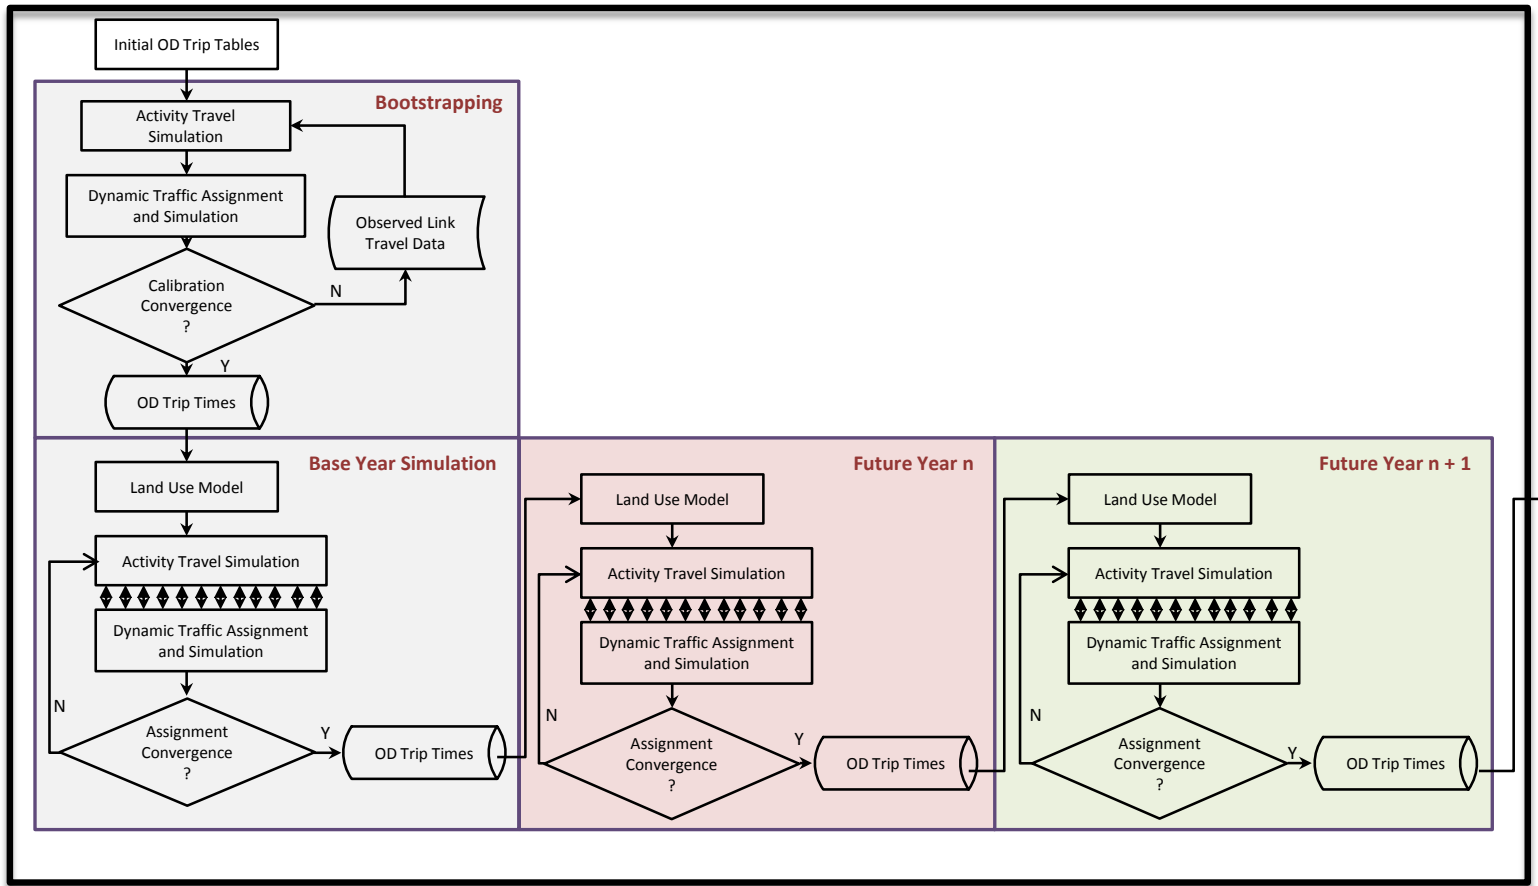 Initial OD Trip Tables
Bootstrapping
Activity Travel
Simulation
Dynamic Traffic Assignment
and Simulation
Observed Link
Travel Data
Calibration
Convergence
?
N
Y
OD Trip Times
Base Year Simulation
Land Use Model
Activity Travel Simulation
Dynamic Traffic Assignment
and Simulation
N
Assignment
Convergence
?
Y
OD Trip Times
Future Year n
Land Use Model
Activity Travel Simulation
Dynamic Traffic Assignment
and Simulation
N
Assignment
Convergence
?
Y
OD Trip Times
Future Year n + 1
Land Use Model
Activity Travel Simulation
Dynamic Traffic Assignment
and Simulation
N
Assignment
Convergence
?
Y
OD Trip Times